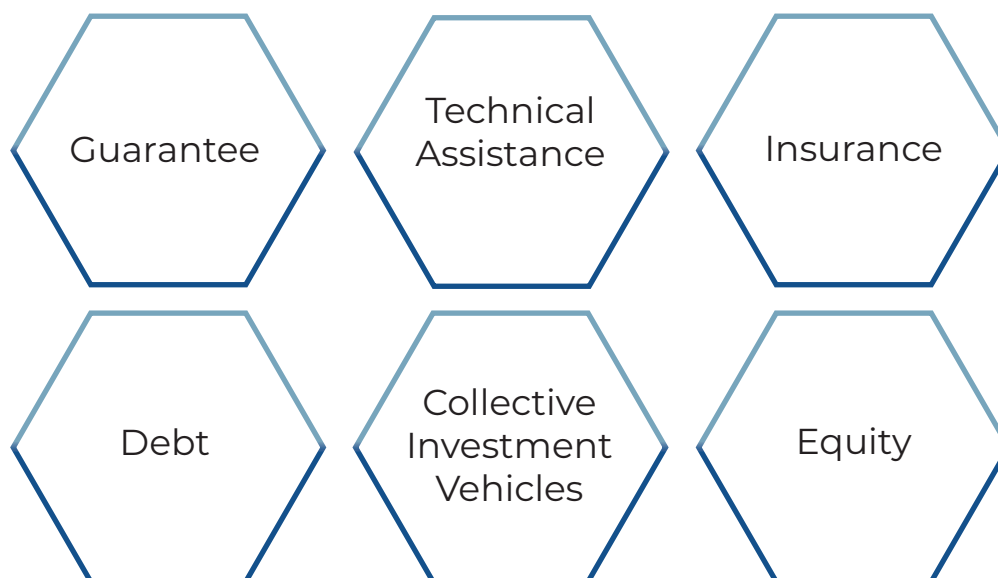 Guarantee
Technical
Assistance
Insurance
Debt
Collective
Investment
Vehicles
Equity